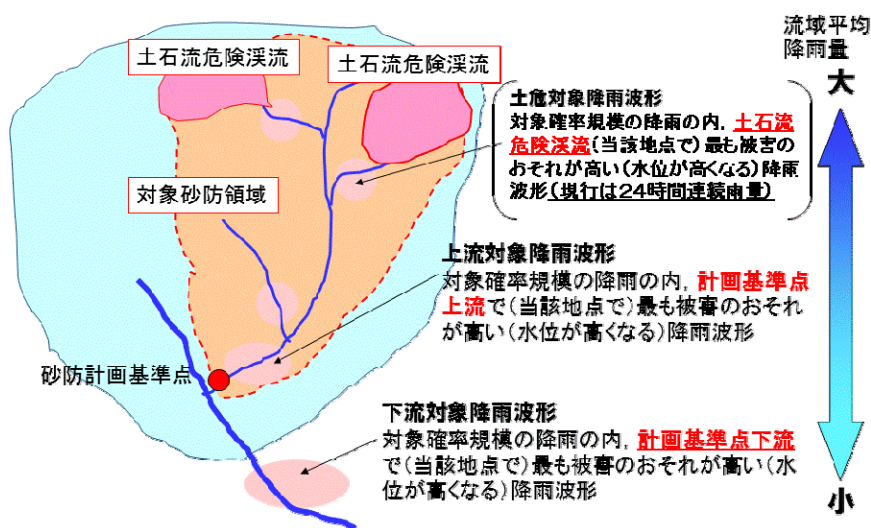 流域平均
降雨量
大
土石流危険渓流
土石流危険渓流
土危対象降雨波形
対象確率規模の降雨の内，土石流
危険渓流（当該地点で）最も被害の
おそれが高い（水位が高くなる）降雨
波形（現行は24時間連続雨量）
対象砂防領域
上流対象降雨波形
対象確率規模の降雨の内，計画基準点
上流で（当該地点で）最も被審のおそれ
が高い（水位が高くなる）降雨波形
砂防計画基準点
下流対象降雨波形
対象確率規模の降雨の内，計画基準点下流
で（当該地点で）最も被審のおそれが高い（水
位が高くなる）降雨波形
小